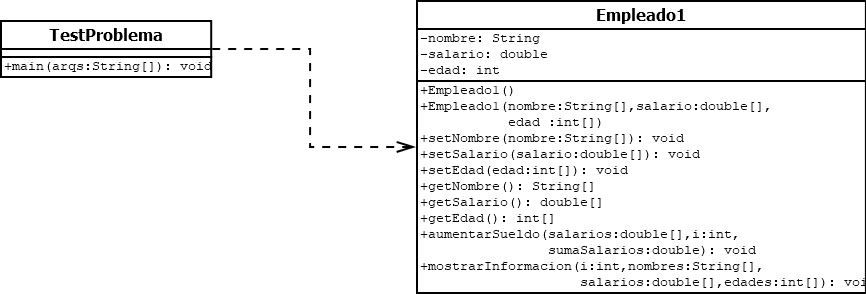 TestProblema
+main(args:String[]): void
Empleado1
-nombre: String
-salario: double
-edad: int
+Empleado1()
+Empleado1(nombre:String[],salario:double[],
edad :int[])
+setNombre(nombre:String[]): void
+setSalario(salario:double[]): void
+setEdad(edad:int[]): void
+getNombre(): String[]
+getSalario(): double[]
+getEdad(): int[]
+aumentarSueldo(salarios:double[],i:int,
sumaSalarios:double): void
+mostrarInformacion(i:int,nombres:String[],
salarios:double[],edades:int[]): voi